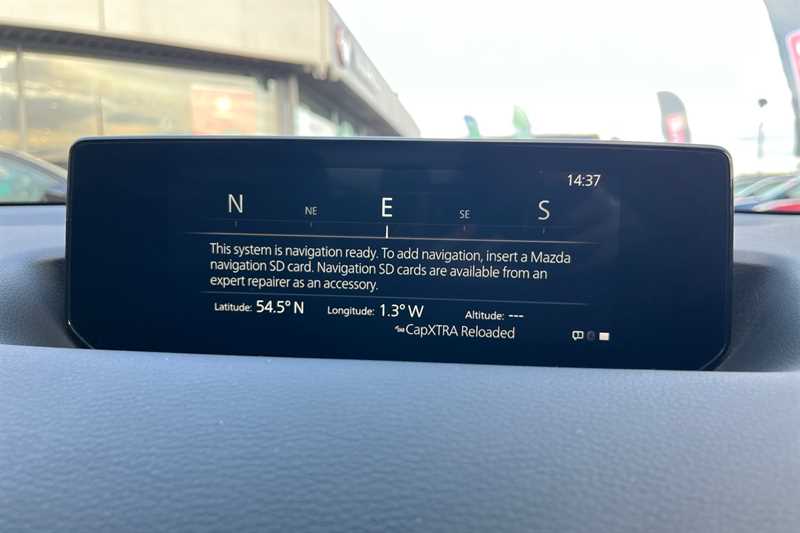 14:37
N NE E SE S
This system is navigation ready. To add navigation, insert a Mazda
navigation SD card. Navigation SD cards are available from an
expert repairer as an accessory.
Latitude: 54.5° N Longitude: 1.3° W Altitude: ---
CapXTRA Reloaded